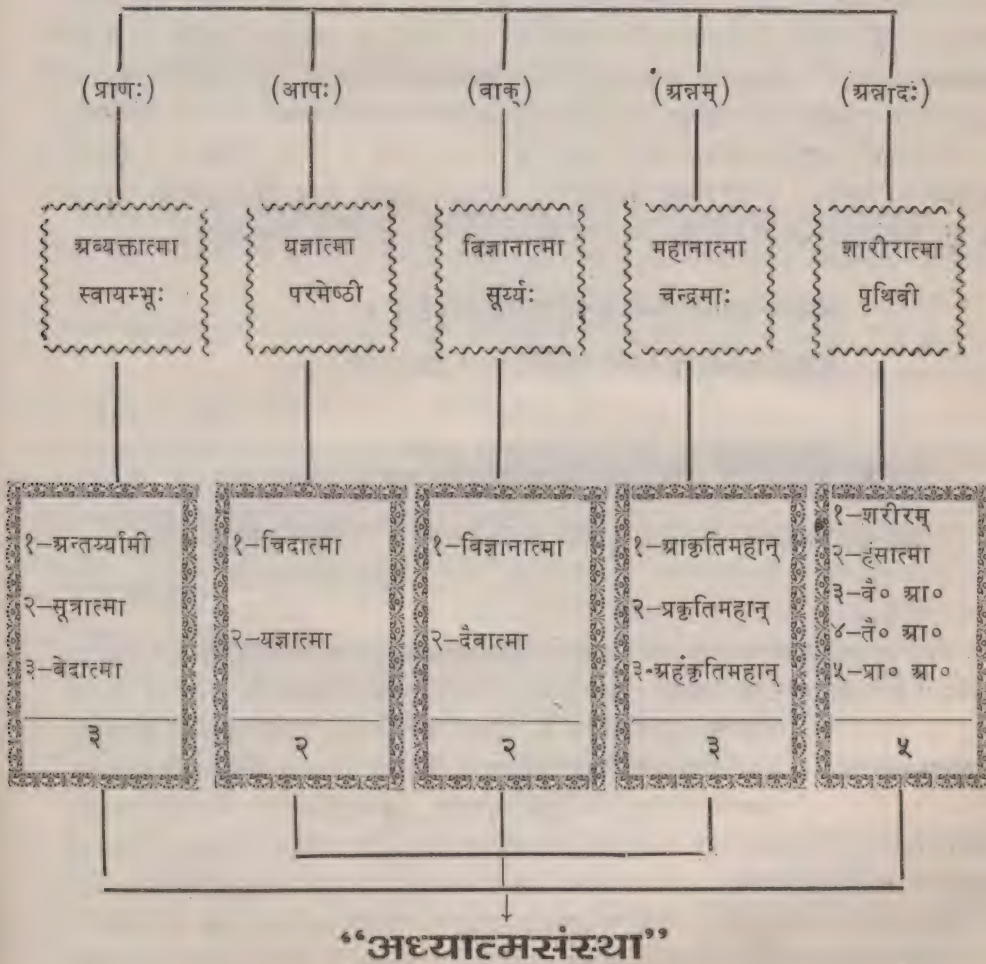 (प्राणः) (आपः) (वाक्) (अन्नम्) (अन्नादः)
अव्यक्तात्मा यज्ञात्मा विज्ञानात्मा महानात्मा शारीरात्मा
स्वायम्भूः परमेष्ठी सूर्य्यः चन्द्रमाः पृथिवी
१-अन्तर्य्यामी
२-सूत्रात्मा
३-वेदात्मा
३
१-चिदात्मा
२-यज्ञात्मा
२
१-विज्ञानात्मा
२-दैवात्मा
२
१-आकृतिमहान्
२-प्रकृतिमहान्
३-अहंकृतिमहान्
३
१-शरीरम्
२-हंसात्मा
३-वै० आ०
४-तै० आ०
५-प्रा० आ०
५
“अध्यात्मसंस्था”